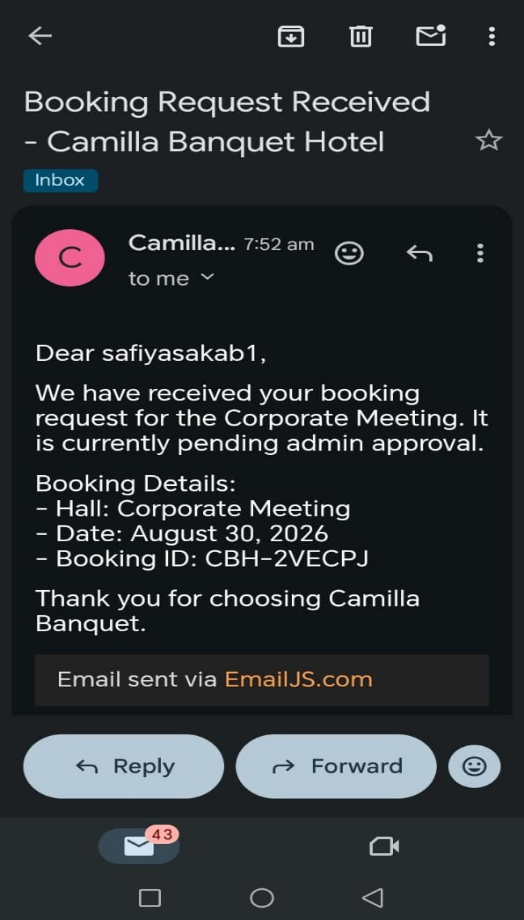 Booking Request Received
- Camilla Banquet Hotel
Inbox
C
Camilla... 7:52 am
to me
Dear safiyasakab1,
We have received your booking
request for the Corporate Meeting. It
is currently pending admin approval.
Booking Details:
- Hall: Corporate Meeting
- Date: August 30, 2026
- Booking ID: CBH-2VECPJ
Thank you for choosing Camilla
Banquet.
Email sent via EmailJS.com
Reply
Forward
43